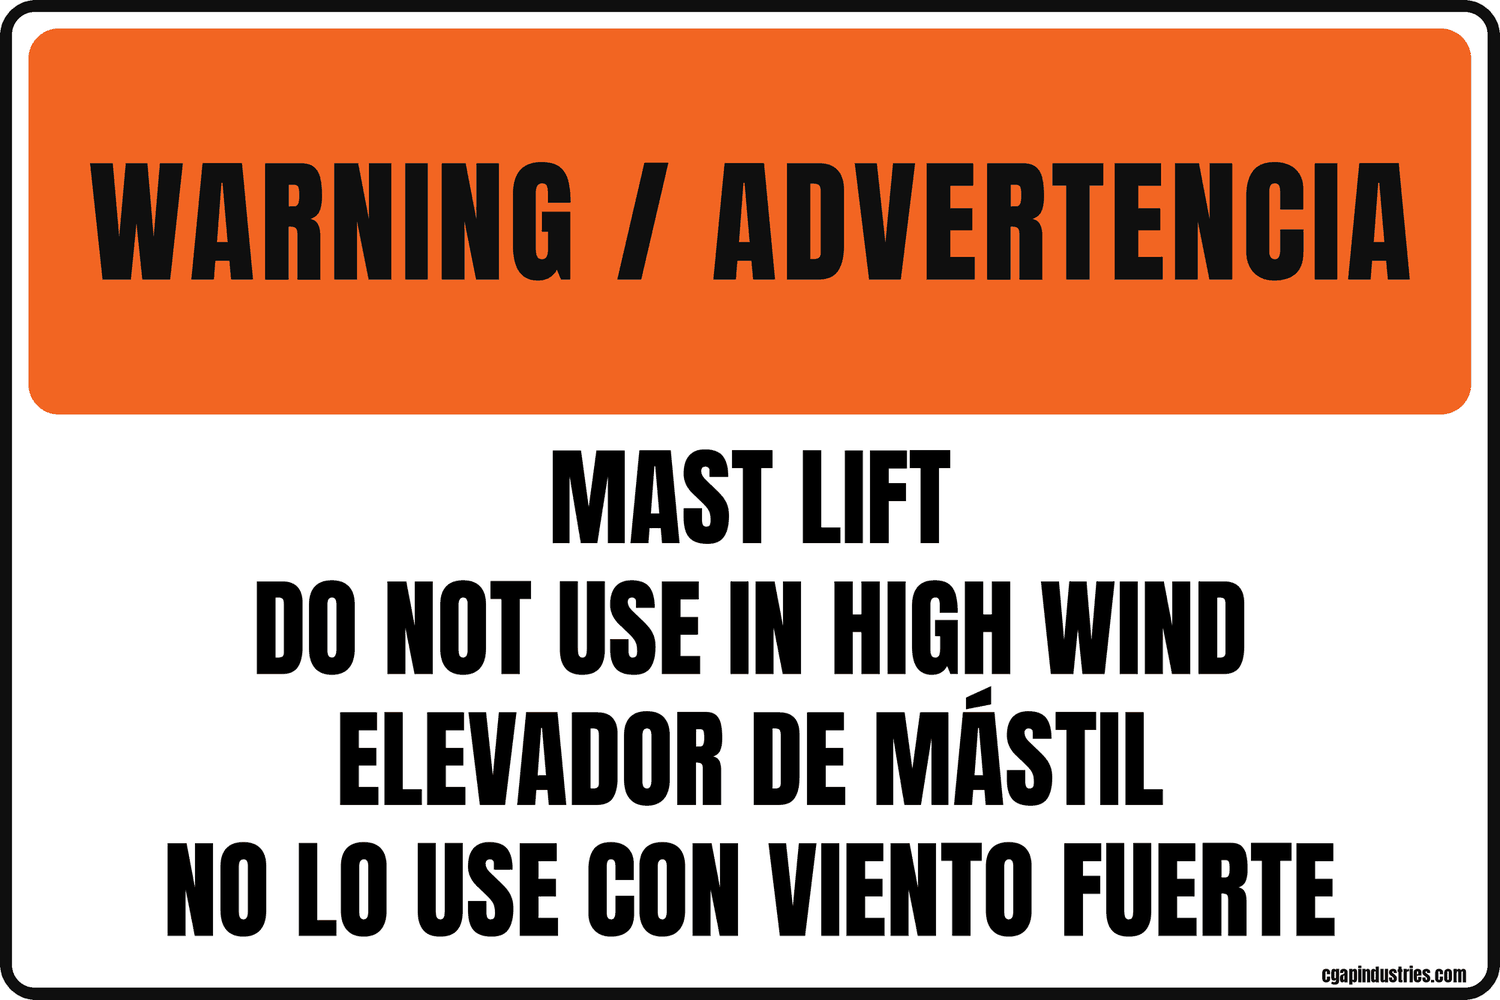 WARNING / ADVERTENCIA
MAST LIFT
DO NOT USE IN HIGH WIND
ELEVADOR DE MÁSTIL
NO LO USE CON VIENTO FUERTE
cgapindustries.com